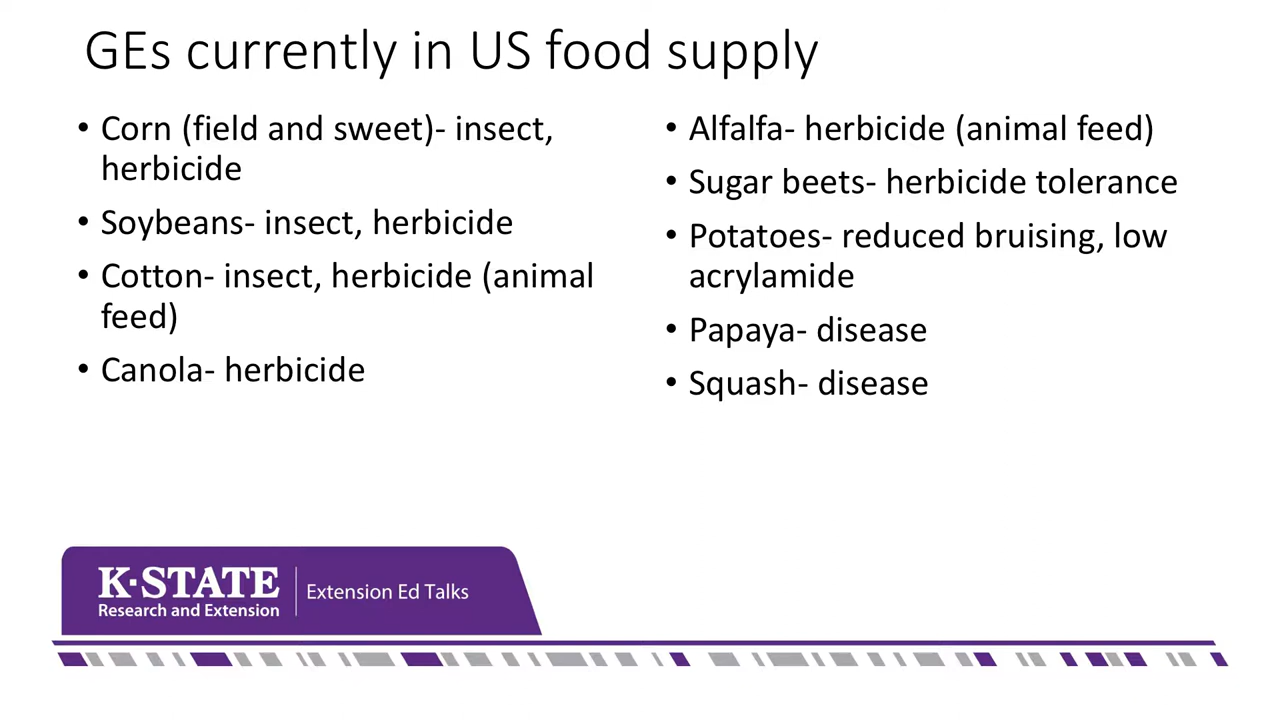 GEs currently in US food supply
• Corn (field and sweet)- insect,
herbicide
• Soybeans- insect, herbicide
• Cotton- insect, herbicide (animal
feed)
• Canola- herbicide
• Alfalfa- herbicide (animal feed)
• Sugar beets- herbicide tolerance
• Potatoes- reduced bruising, low
acrylamide
• Papaya- disease
• Squash- disease
K·STATE
Research and Extension
Extension Ed Talks